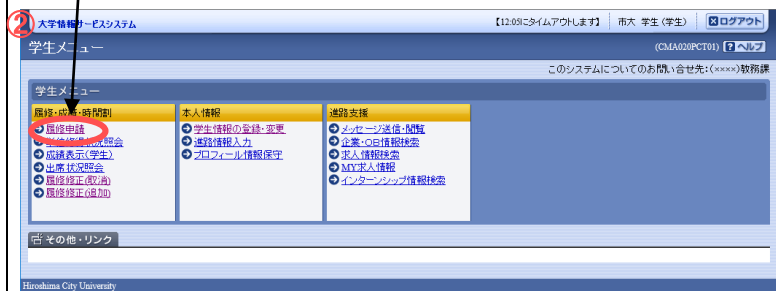 ②
大学情報サービスシステム
【12:05にタイムアウトします】 市大 学生(学生) ログアウト
学生メニュー
(CMA020PCT01) ? ヘルプ
このシステムについてのお問い合せ先:(××××)教務課
学生メニュー
履修・成績・時間割
履修申請
単位修得状況照会
成績表示(学生)
出席状況照会
履修修正(取消)
履修修正(追加)
本人情報
学生情報の登録・変更
進路情報入力
プロフィール情報保守
進路支援
メッセージ送信・閲覧
企業・OB情報検索
求人情報検索
MY求人情報
インターンシップ情報検索
その他・リンク
Hiroshima City University